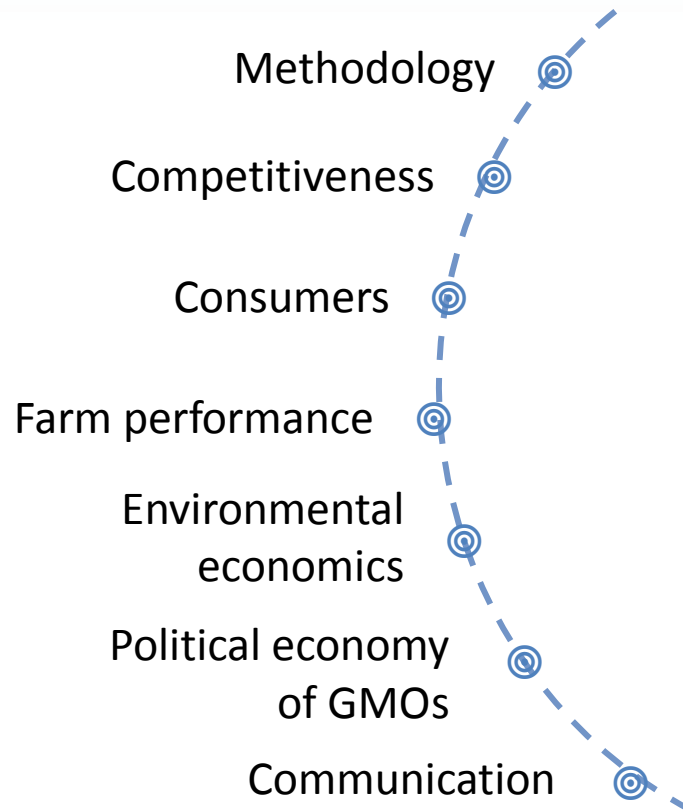 Methodology
Competitiveness
Consumers
Farm performance
Environmental
economics
Political economy
of GMOs
Communication